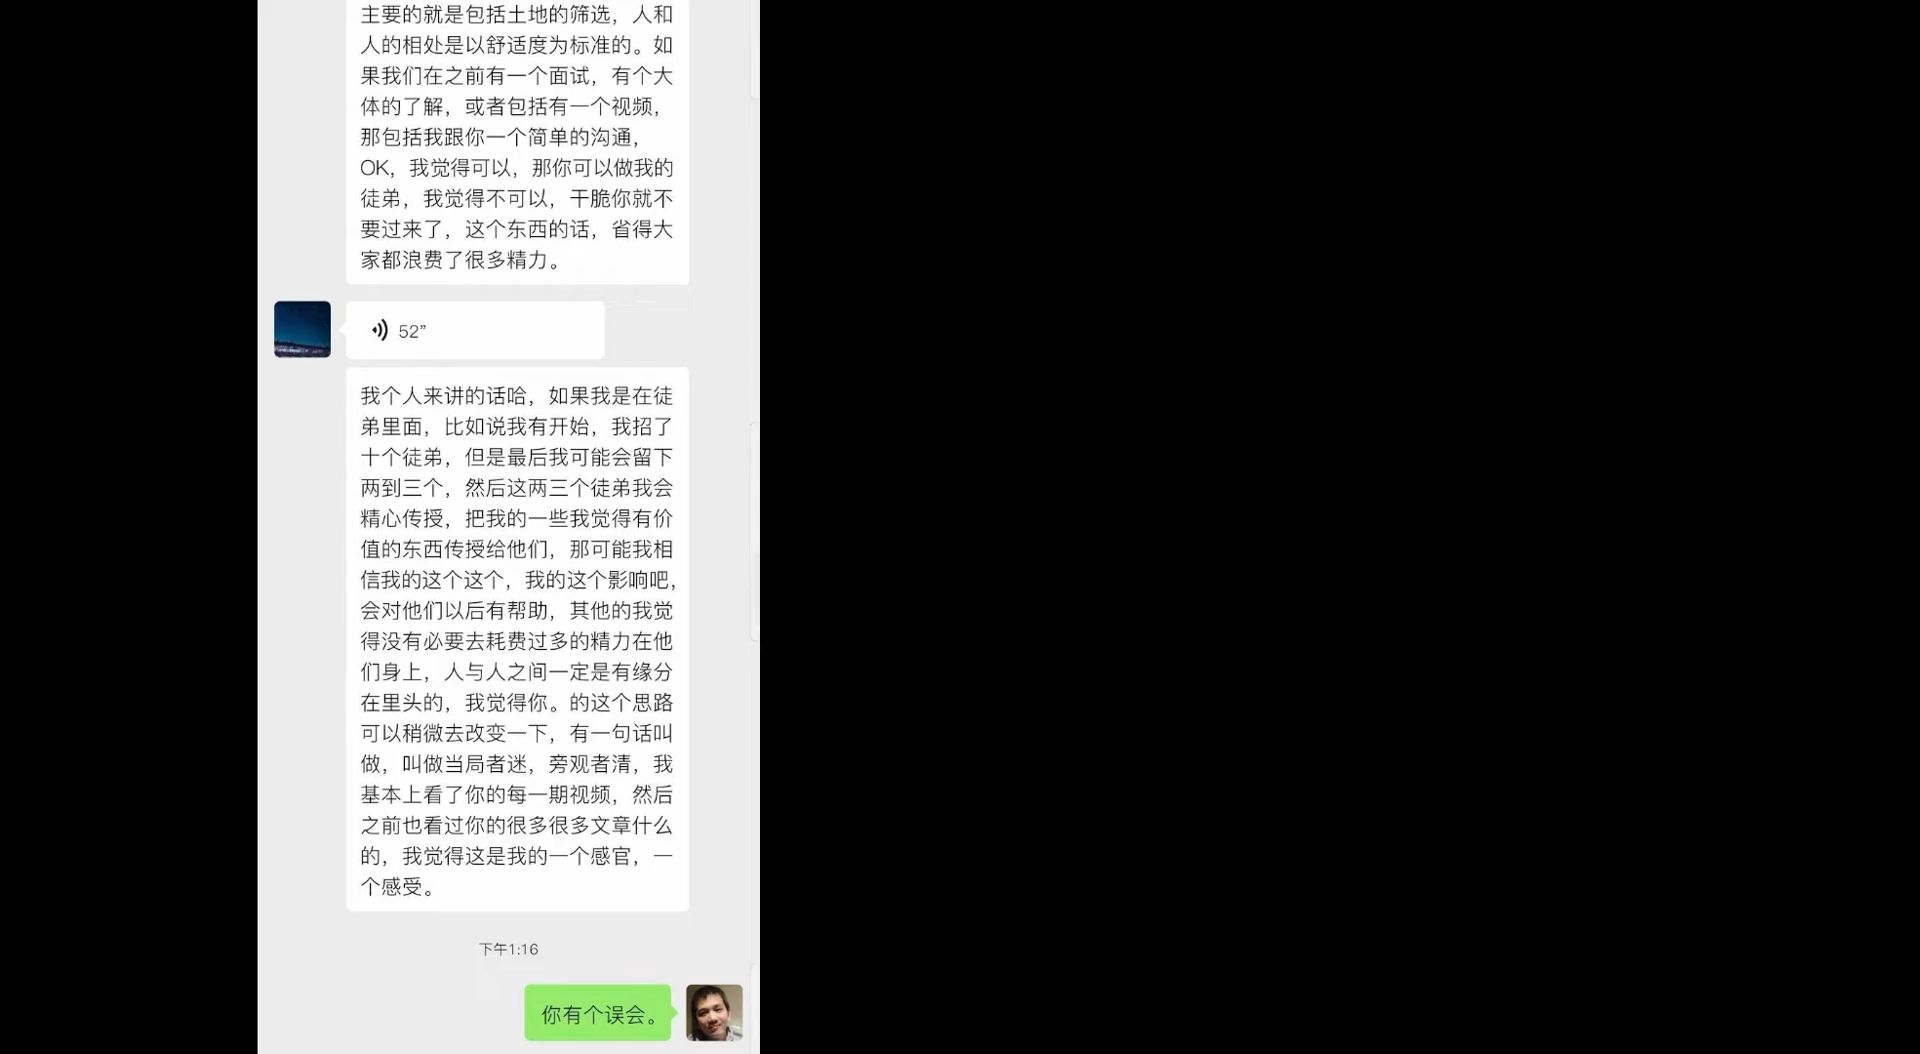 主要的就是包括土地的筛选，人和
人的相处是以舒适度为标准的。如
果我们在之前有一个面试，有个大
体的了解，或者包括有一个视频，
那包括我跟你一个简单的沟通，
OK，我觉得可以，那你可以做我的
徒弟，我觉得不可以，干脆你就不
要过来了，这个东西的话，省得大
家都浪费了很多精力。
52”
我个人来讲的话哈，如果我是在徒
弟里面，比如说我有开始，我招了
十个徒弟，但是最后我可能会留下
两到三个，然后这两三个徒弟我会
精心传授，把我的一些我觉得有价
值的东西传授给他们，那可能我相
信我的这个这个，我的这个影响吧，
会对他们以后有帮助，其他的我觉
得没有必要去耗费过多的精力在他
们身上，人与人之间一定是有缘分
在里头的，我觉得你。的这个思路
可以稍微去改变一下，有一句话叫
做，叫做当局者迷，旁观者清，我
基本上看了你的每一期视频，然后
之前也看过你的很多很多文章什么
的，我觉得这是我的一个感官，一
个感受。
下午1:16
你有个误会。